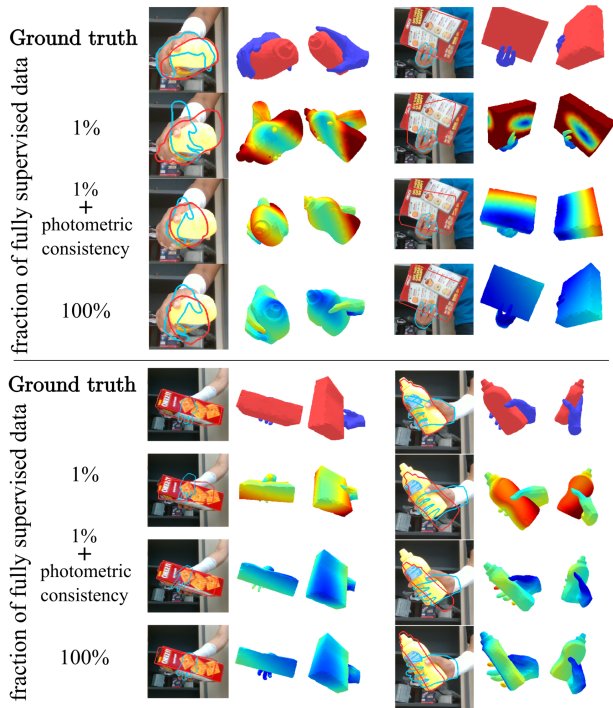 Ground truth
1%
1%
+
photometric
consistency
100%
fraction of fully supervised data
Ground truth
1%
1%
+
photometric
consistency
100%
fraction of fully supervised data